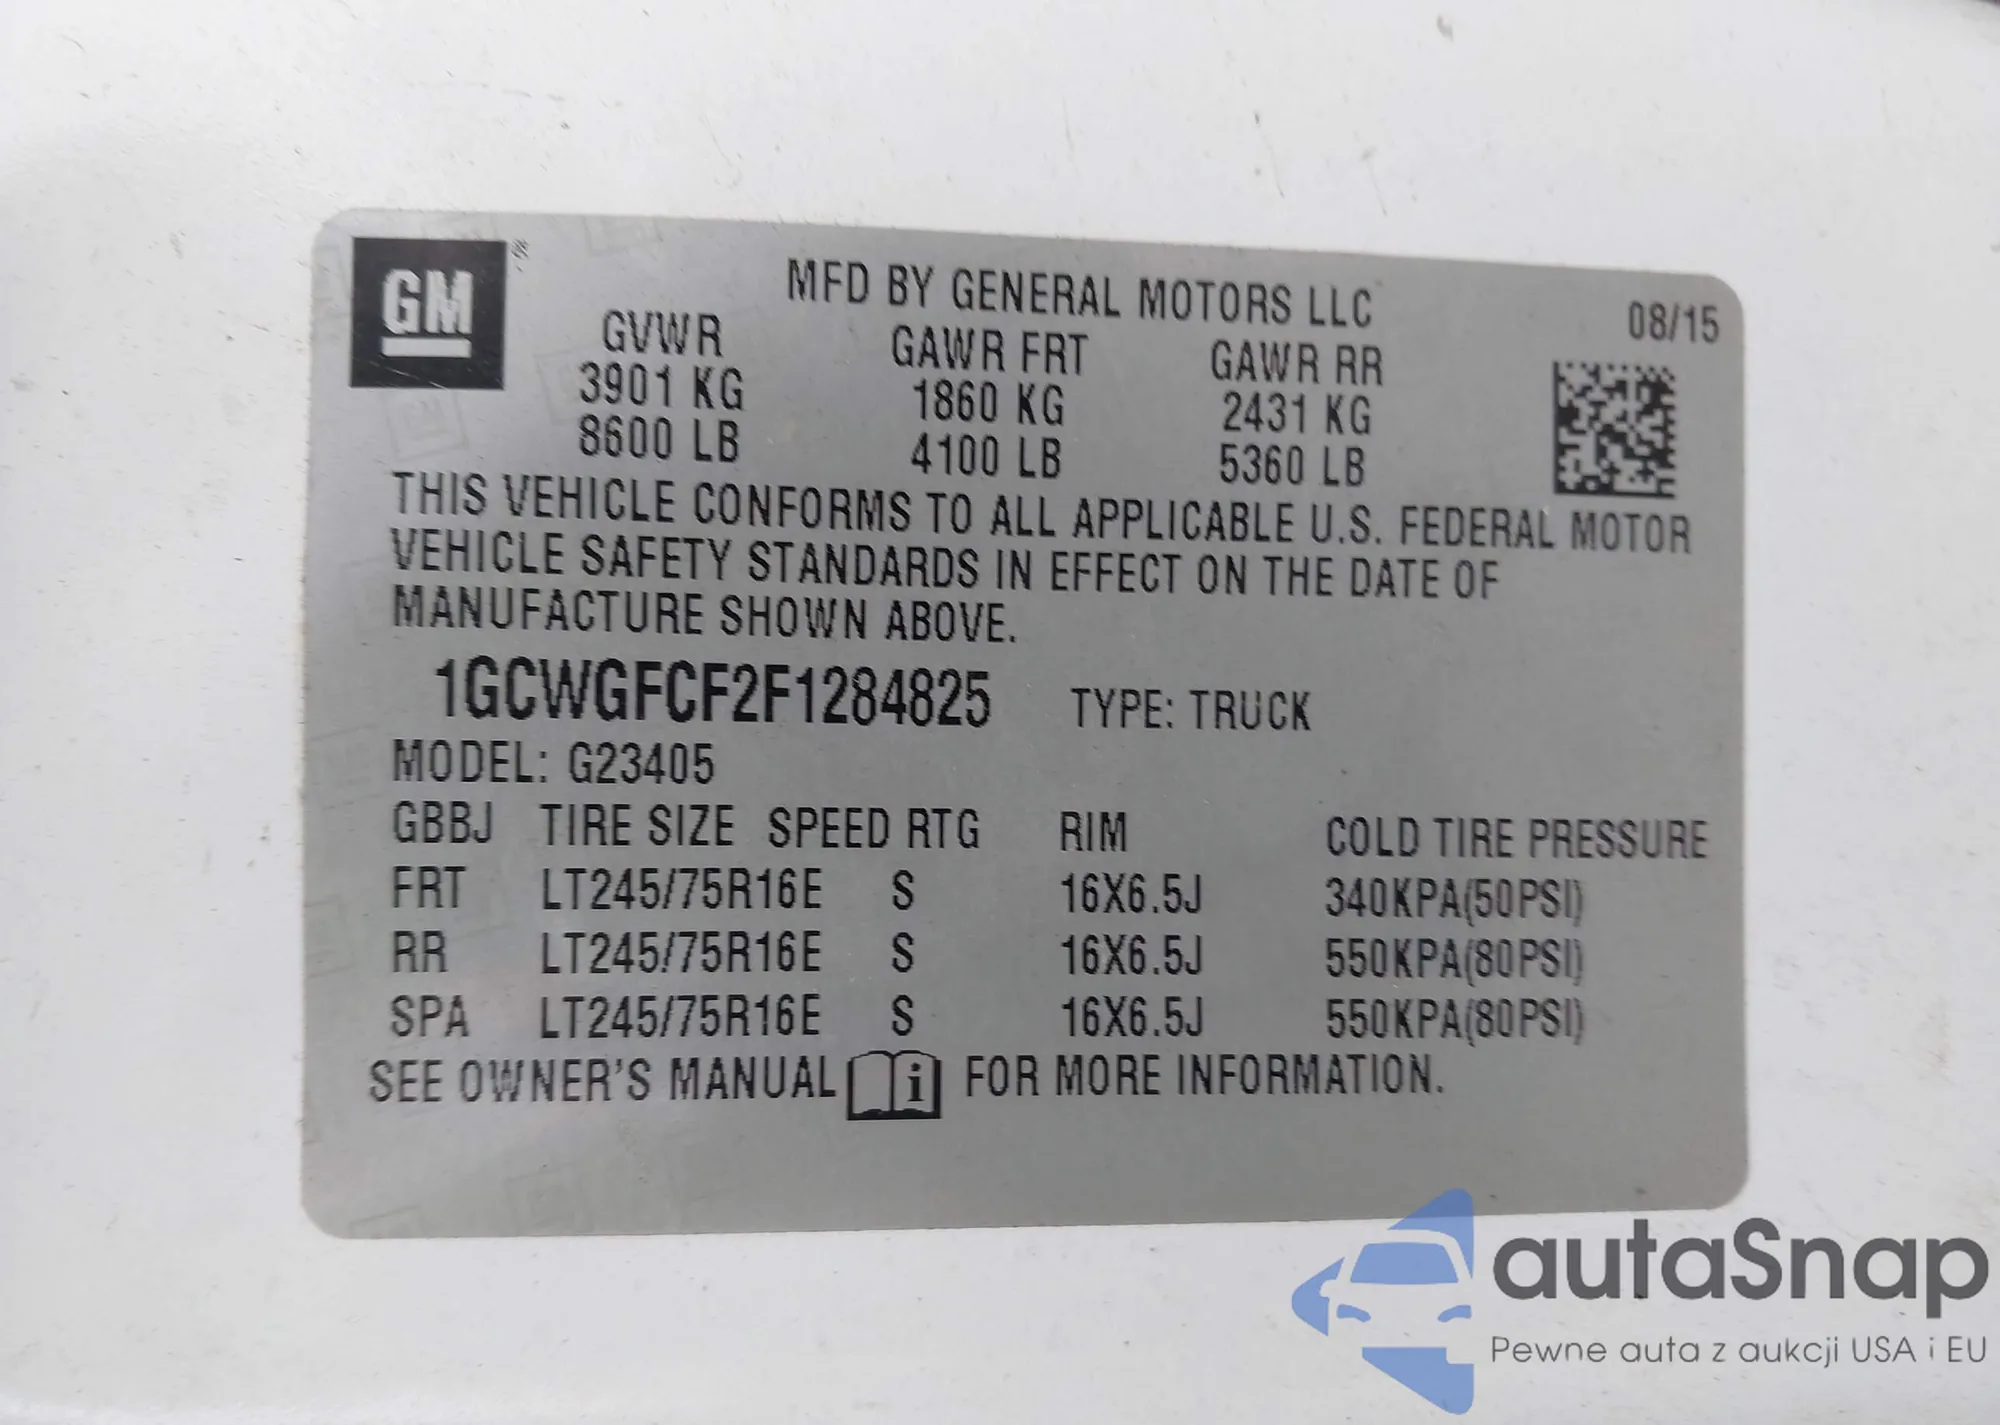 GM
MFD BY GENERAL MOTORS LLC
08/15
GVWR GAWR FRT GAWR RR
3901 KG 1860 KG 2431 KG
8600 LB 4100 LB 5360 LB
THIS VEHICLE CONFORMS TO ALL APPLICABLE U.S. FEDERAL MOTOR
VEHICLE SAFETY STANDARDS IN EFFECT ON THE DATE OF
MANUFACTURE SHOWN ABOVE.
1GCWGFCF2F1284825 TYPE: TRUCK
MODEL: G23405
GBBJ TIRE SIZE SPEED RTG RIM COLD TIRE PRESSURE
FRT LT245/75R16E S 16X6.5J 340KPA(50PSI)
RR LT245/75R16E S 16X6.5J 550KPA(80PSI)
SPA LT245/75R16E S 16X6.5J 550KPA(80PSI)
SEE OWNER'S MANUAL i FOR MORE INFORMATION.
autaSnap
Pewne auta z aukcji USA i EU